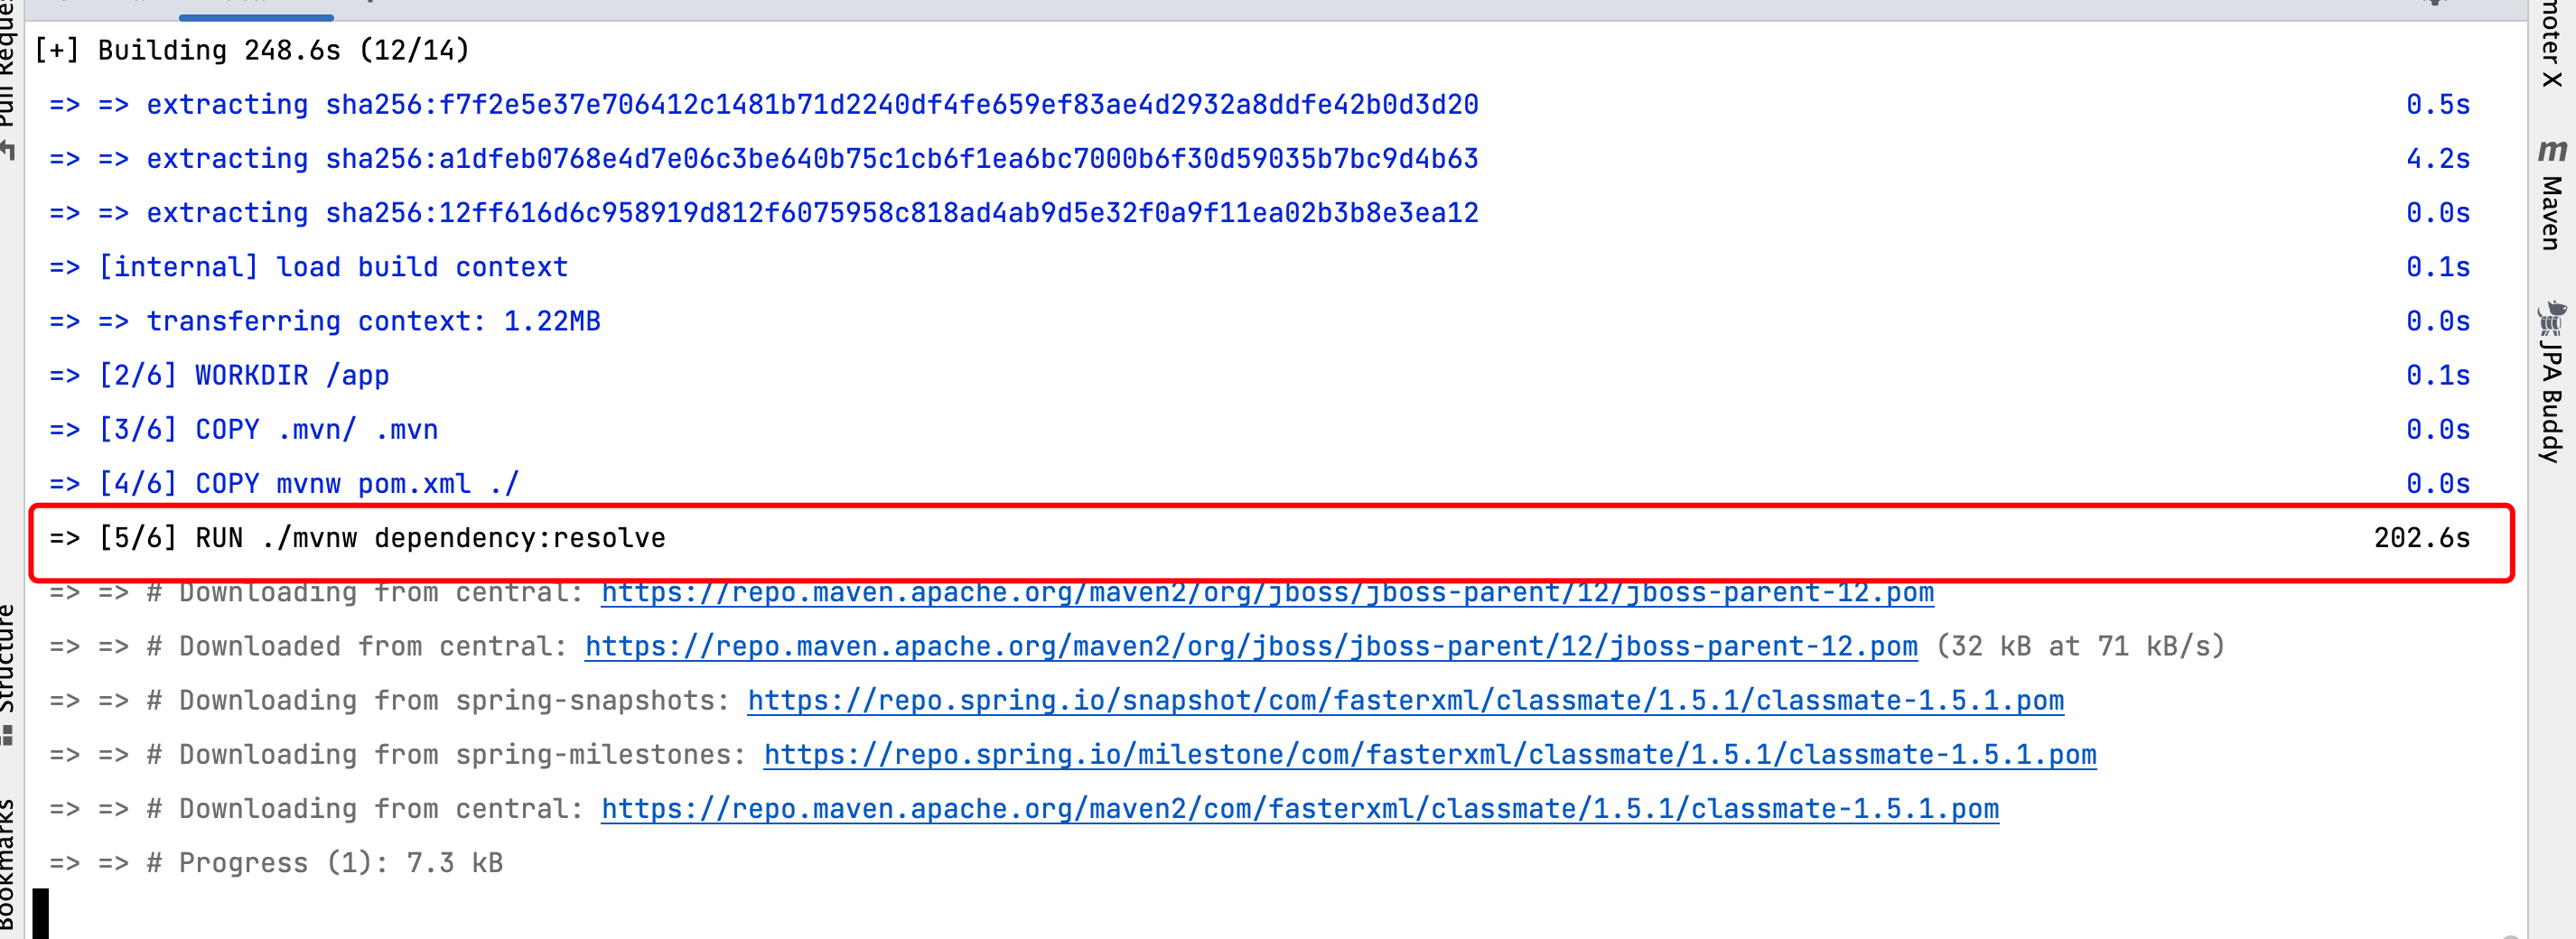 [+] Building 248.6s (12/14)
=> => extracting sha256:f7f2e5e37e706412c1481b71d2240df4fe659ef83ae4d2932a8ddfe42b0d3d20 0.5s
=> => extracting sha256:a1dfeb0768e4d7e06c3be640b75c1cb6f1ea6bc7000b6f30d59035b7bc9d4b63 4.2s
=> => extracting sha256:12ff616d6c958919d812f6075958c818ad4ab9d5e32f0a9f11ea02b3b8e3ea12 0.0s
=> [internal] load build context 0.1s
=> => transferring context: 1.22MB 0.0s
=> [2/6] WORKDIR /app 0.1s
=> [3/6] COPY .mvn/ .mvn 0.0s
=> [4/6] COPY mvnw pom.xml ./ 0.0s
=> [5/6] RUN ./mvnw dependency:resolve 202.6s
=> => # Downloading from central: https://repo.maven.apache.org/maven2/org/jboss/jboss-parent/12/jboss-parent-12.pom
=> => # Downloaded from central: https://repo.maven.apache.org/maven2/org/jboss/jboss-parent/12/jboss-parent-12.pom (32 kB at 71 kB/s)
=> => # Downloading from spring-snapshots: https://repo.spring.io/snapshot/com/fasterxml/classmate/1.5.1/classmate-1.5.1.pom
=> => # Downloading from spring-milestones: https://repo.spring.io/milestone/com/fasterxml/classmate/1.5.1/classmate-1.5.1.pom
=> => # Downloading from central: https://repo.maven.apache.org/maven2/com/fasterxml/classmate/1.5.1/classmate-1.5.1.pom
=> => # Progress (1): 7.3 kB
Pull
Structure
Bookmarks
X
m Maven
JPA Buddy